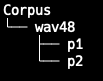 Corpus
└── wav48
    ├── p1
    └── p2